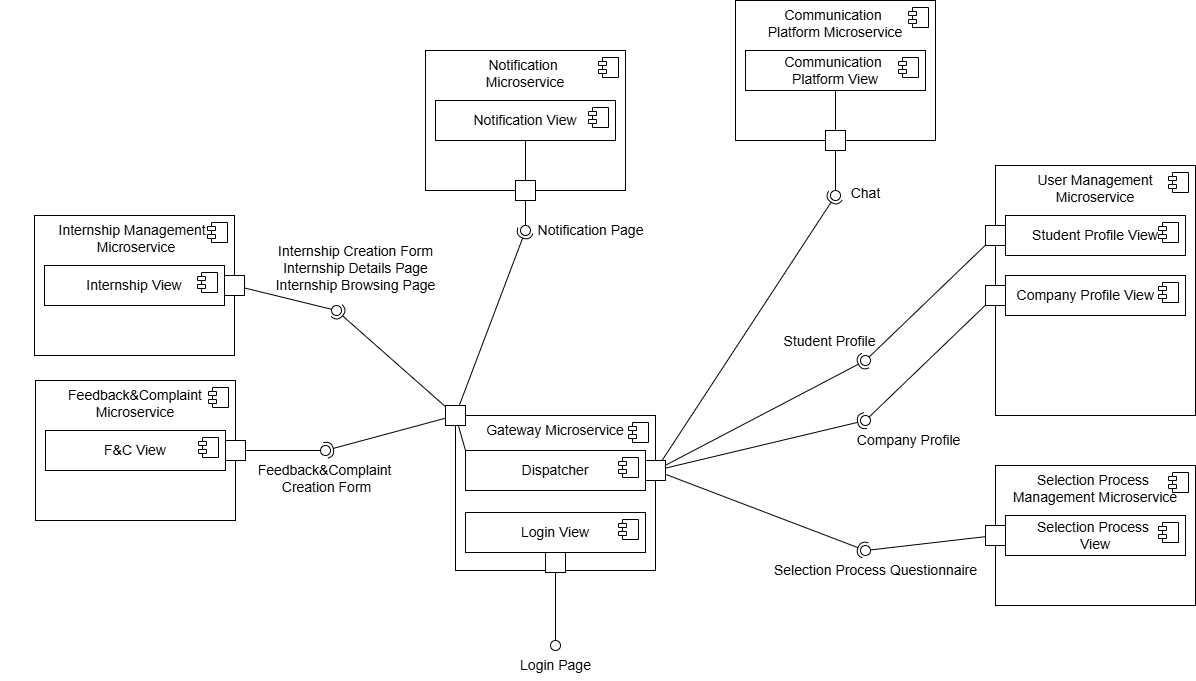 Communication
Platform Microservice
Communication
Platform View
Chat
Notification
Microservice
Notification View
Notification Page
User Management
Microservice
Student Profile View
Company Profile View
Internship Management
Microservice
Internship View
Internship Creation Form
Internship Details Page
Internship Browsing Page
Student Profile
Company Profile
Feedback&Complaint
Microservice
F&C View
Feedback&Complaint
Creation Form
Gateway Microservice
Dispatcher
Login View
Login Page
Selection Process
Management Microservice
Selection Process
View
Selection Process Questionnaire